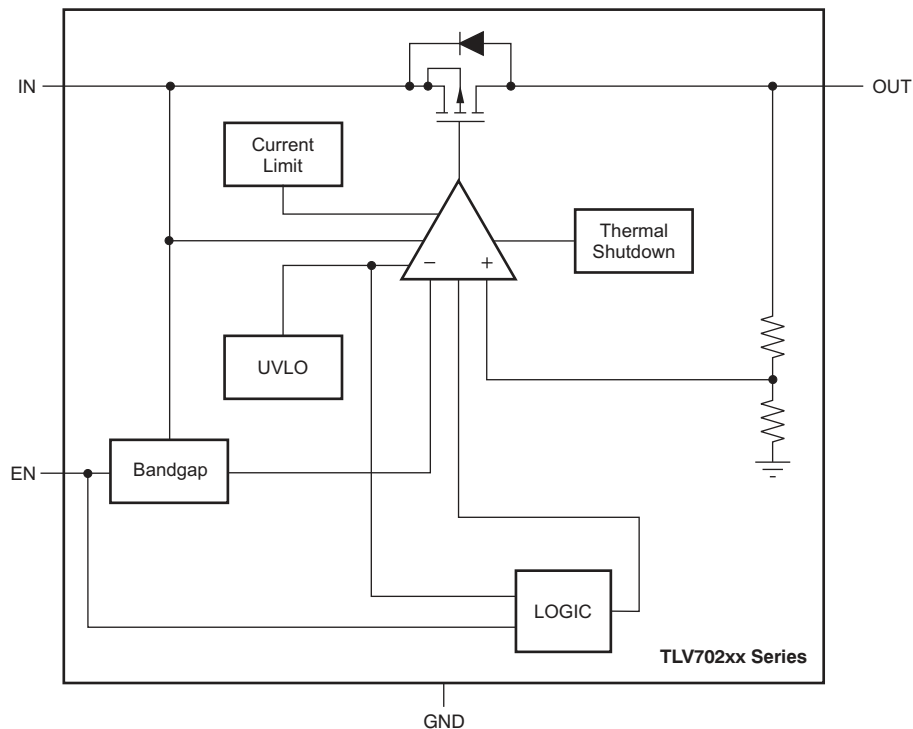 IN
OUT
Current
Limit
Thermal
Shutdown
− +
UVLO
EN
Bandgap
LOGIC
TLV702xx Series
GND